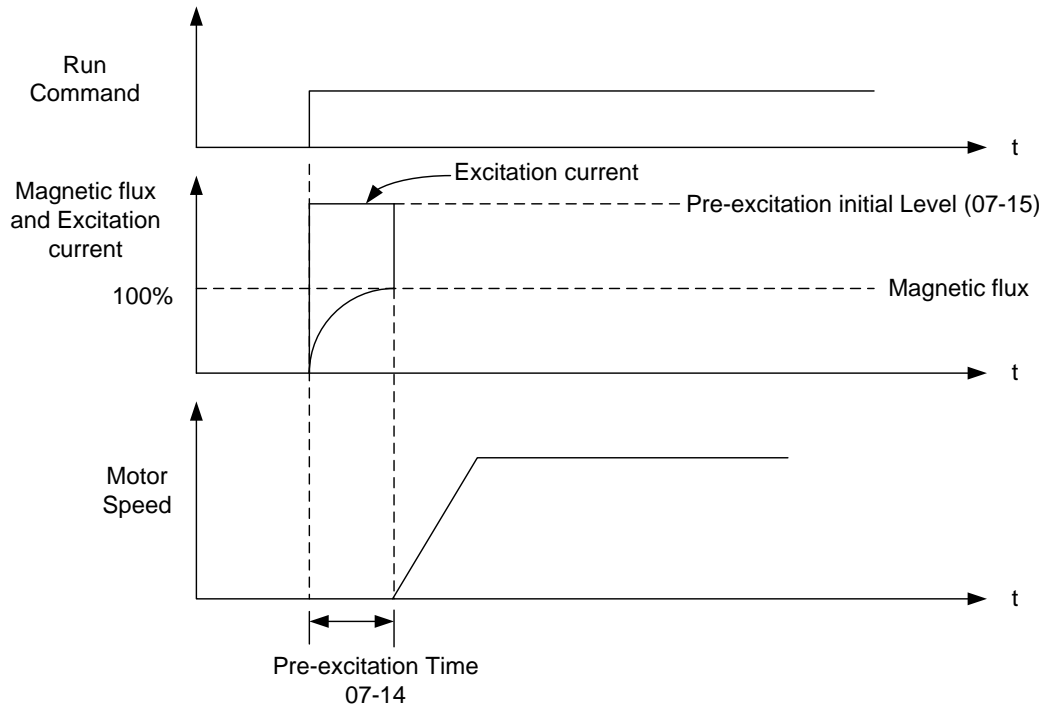 Run
Command
t
Magnetic flux
and Excitation
current
Excitation current
Pre-excitation initial Level (07-15)
100%
Magnetic flux
t
Motor
Speed
t
Pre-excitation Time
07-14